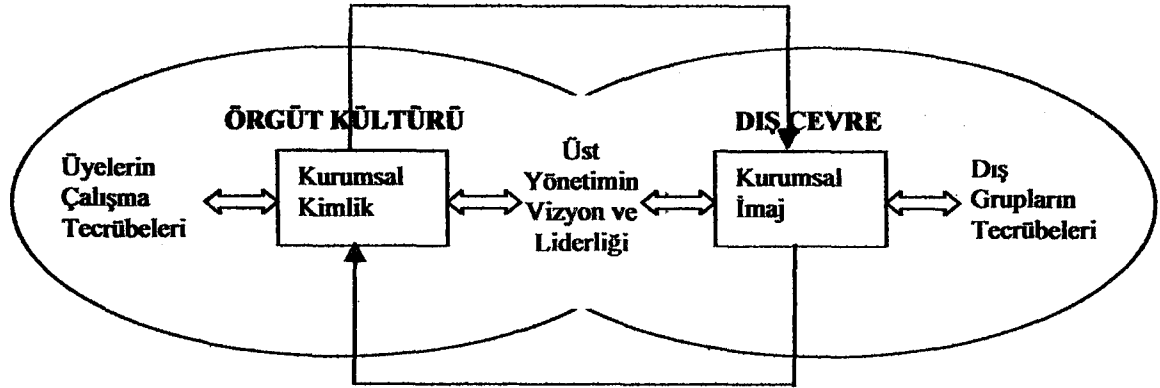 ÖRGÜT KÜLTÜRÜ
DIŞ ÇEVRE
Üyelerin
Çalışma
Tecrübeleri
Kurumsal
Kimlik
Üst
Yönetimin
Vizyon ve
Liderliği
Kurumsal
İmaj
Dış
Grupların
Tecrübeleri